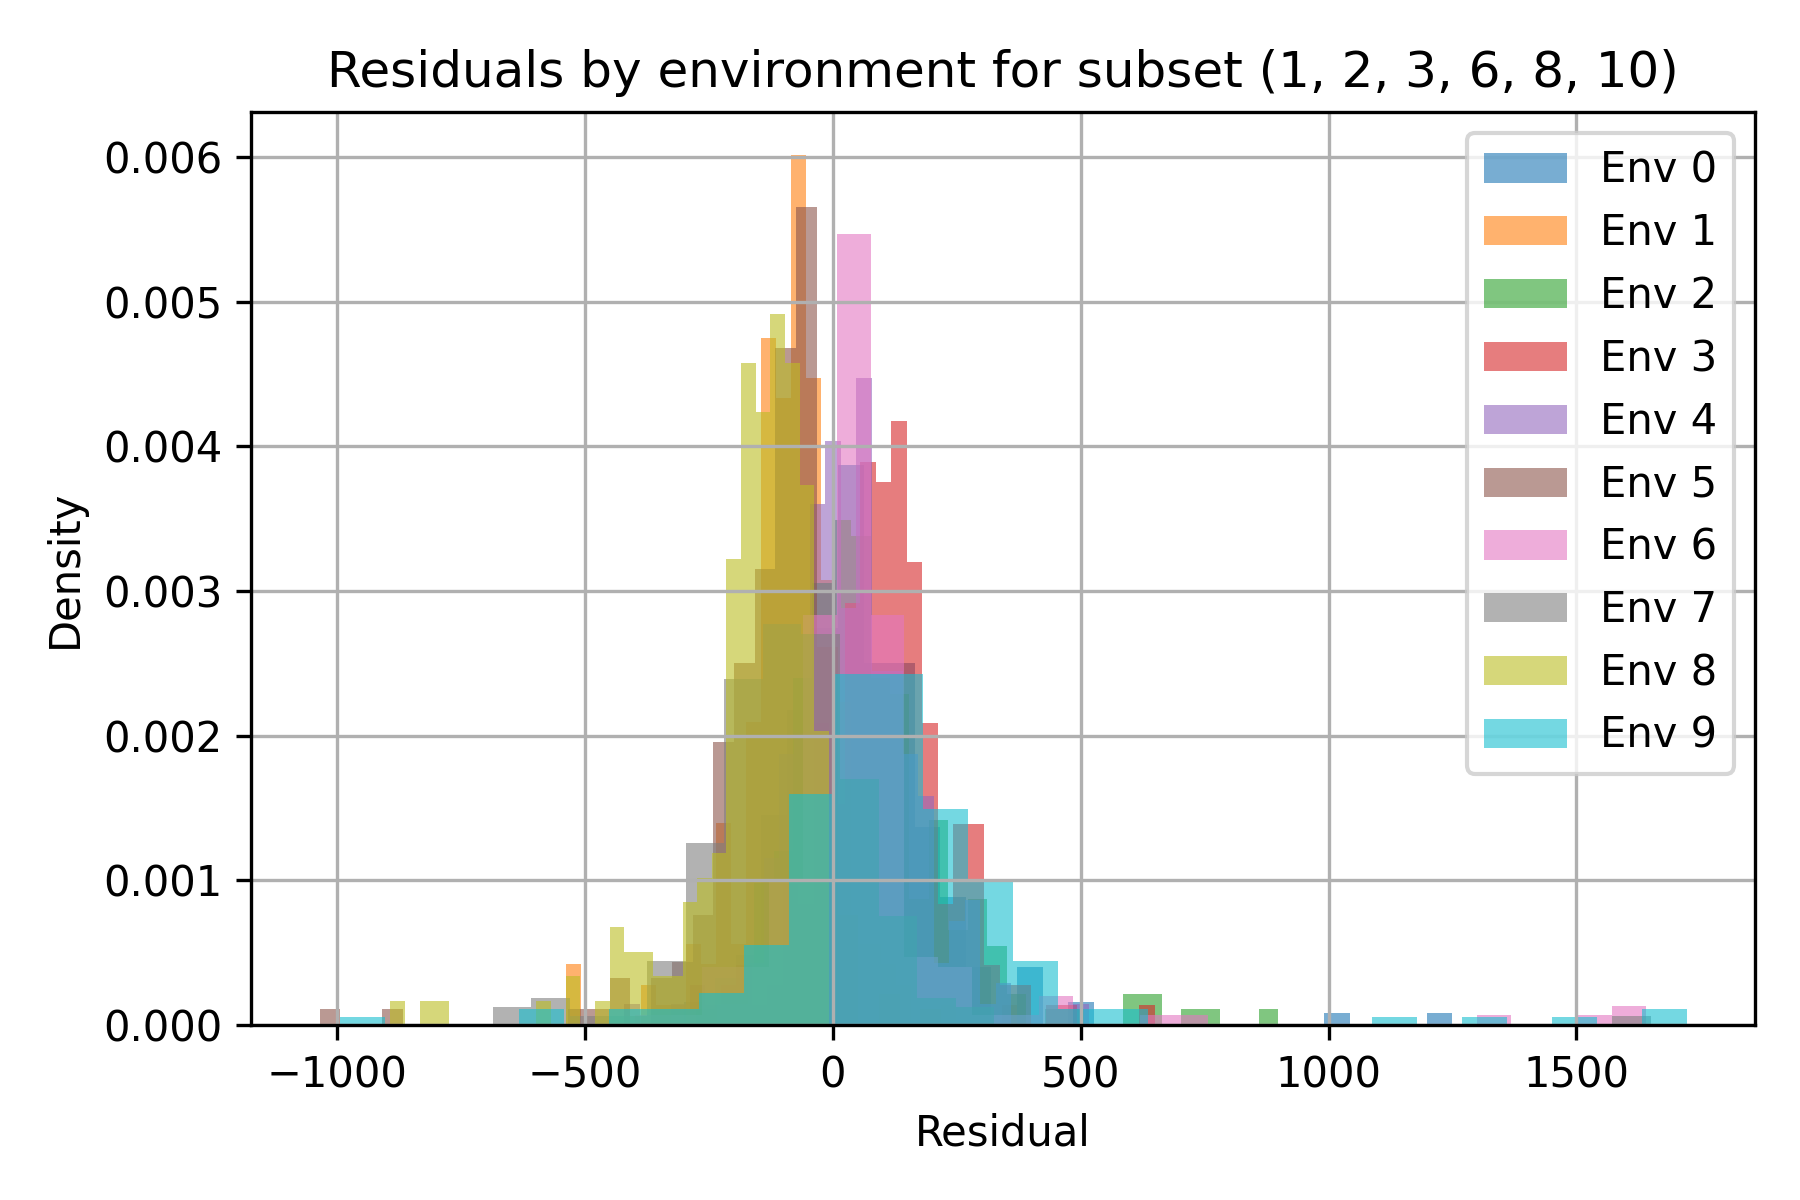 Residuals by environment for subset (1, 2, 3, 6, 8, 10)
0.006
0.005
0.004
0.003
0.002
0.001
0.000
Density
Env 0
Env 1
Env 2
Env 3
Env 4
Env 5
Env 6
Env 7
Env 8
Env 9
−1000
−500
0
500
1000
1500
Residual